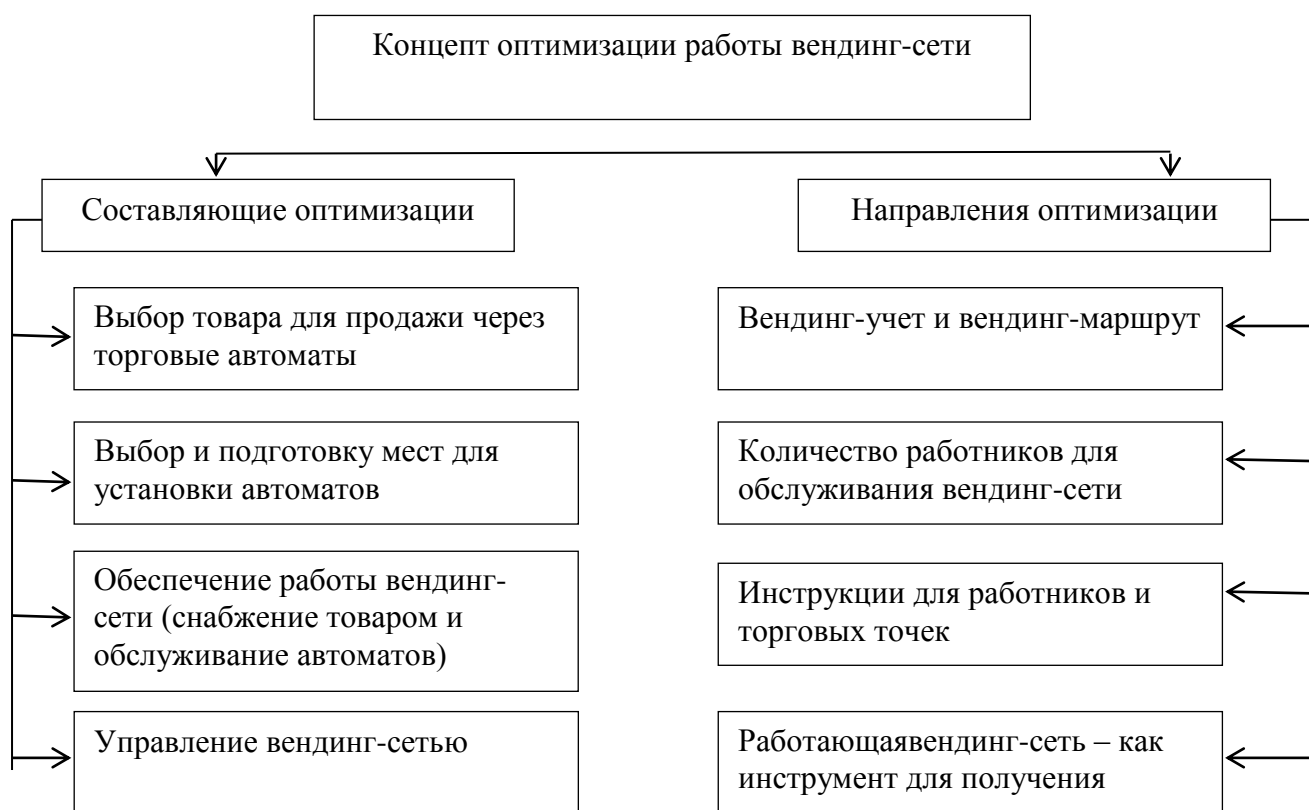 Концепт оптимизации работы вендинг-сети
Составляющие оптимизации
Выбор товара для продажи через
торговые автоматы
Выбор и подготовку мест для
установки автоматов
Обеспечение работы вендинг-
сети (снабжение товаром и
обслуживание автоматов)
Управление вендинг-сетью
Направления оптимизации
Вендинг-учет и вендинг-маршрут
Количество работников для
обслуживания вендинг-сети
Инструкции для работников и
торговых точек
Работающаявендинг-сеть – как
инструмент для получения